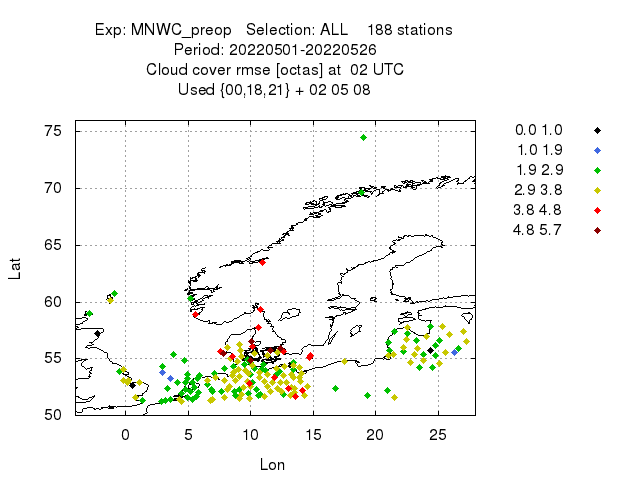 Exp: MNWC_preop Selection: ALL 188 stations
Period: 20220501-20220526
Cloud cover rmse [octas] at 02 UTC
Used {00,18,21} + 02 05 08
75
70
65
60
55
50
0 5 10 15 20 25
Lat
Lon
0.0 1.0
1.0 1.9
1.9 2.9
2.9 3.8
3.8 4.8
4.8 5.7